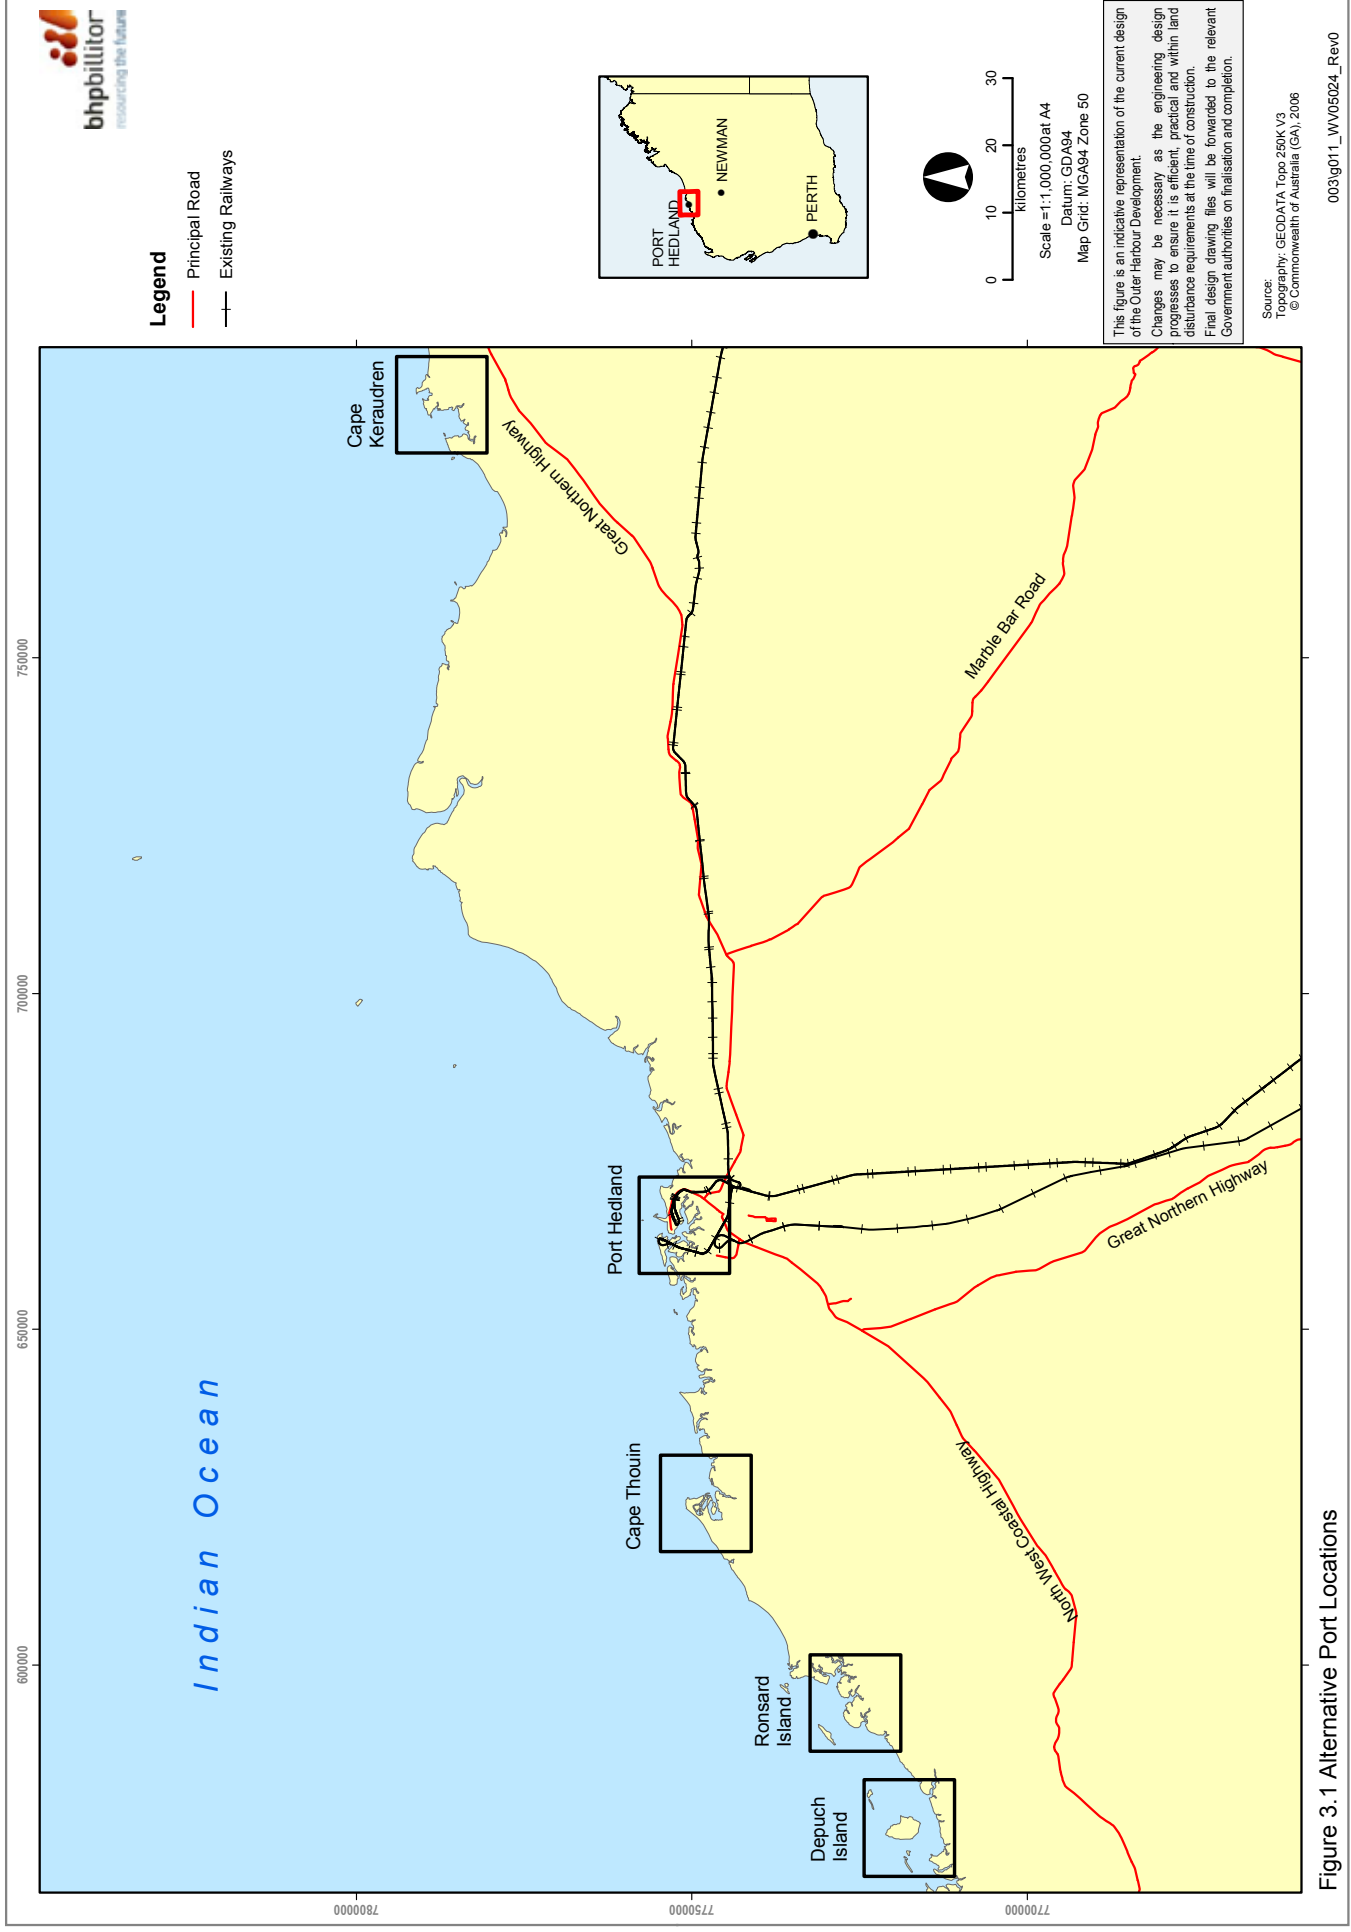 bhpbilliton
resourcing the future
Legend
Principal Road
Existing Railways
PORT
HEDLAND
NEWMAN
PERTH
0
10
20
30
kilometres
Scale =1:1,000,000at A4
Datum: GDA94
Map Grid: MGA94 Zone 50
This figure is an indicative representation of the current design
of the Outer Harbour Development.
Changes may be necessary as the engineering design
progresses to ensure it is efficient, practical and within land
disturbance requirements at the time of construction.
Final design drawing files will be forwarded to the relevant
Government authorities on finalisation and completion.
Source:
Topography: GEODATA Topo 250K V3
© Commonwealth of Australia (GA), 2006
003\g011_WV05024_Rev0
600000
650000
700000
750000
7800000
7750000
7700000
Indian Ocean
Depuch
Island
Ronsard
Island
Cape Thouin
Port Hedland
Cape
Keraudren
Great Northern Highway
Marble Bar Road
Great Northern Highway
North West Coastal Highway
Figure 3.1 Alternative Port Locations